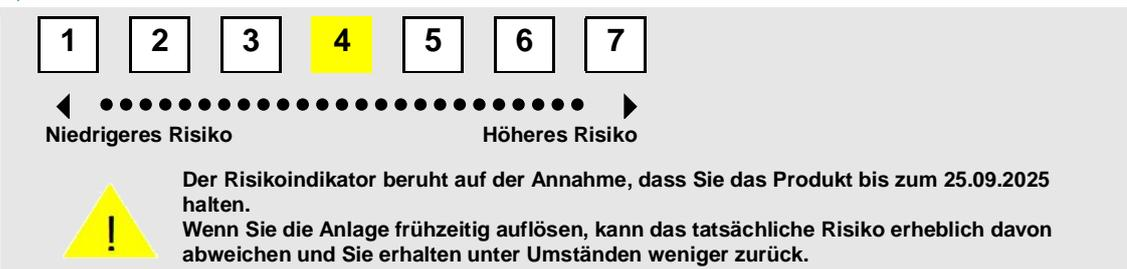 1 2 3 4 5 6 7
Niedrigeres Risiko Höheres Risiko
Der Risikoindikator beruht auf der Annahme, dass Sie das Produkt bis zum 25.09.2025
halten.
Wenn Sie die Anlage frühzeitig auflösen, kann das tatsächliche Risiko erheblich davon
abweichen und Sie erhalten unter Umständen weniger zurück.
!